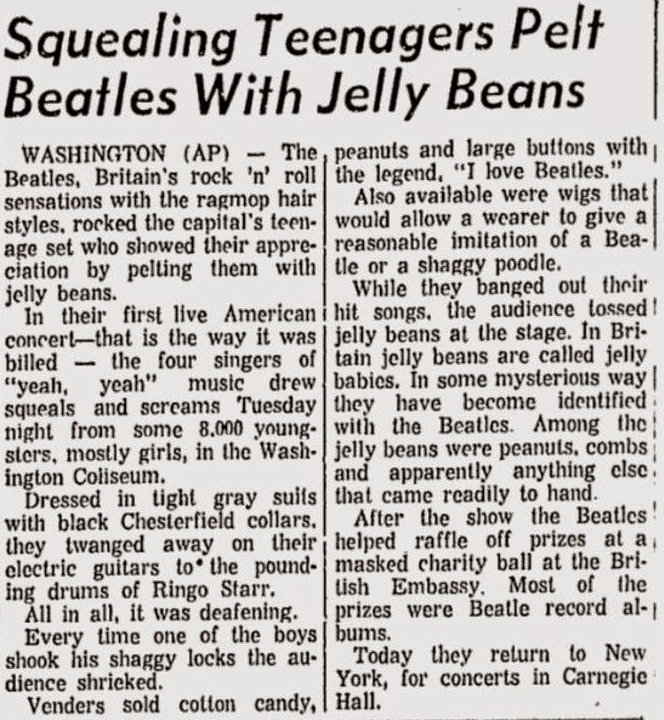 Squealing Teenagers Pelt
Beatles With Jelly Beans
WASHINGTON (AP) — The
Beatles, Britain's rock 'n' roll
sensations with the ragmop hair
styles, rocked the capital's teen-
age set who showed their appre-
ciation by pelting them with
jelly beans.
In their first live American
concert—that is the way it was
billed — the four singers of
"yeah, yeah" music drew
squeals and screams Tuesday
night from some 8,000 young-
sters, mostly girls, in the Wash-
ington Coliseum.
Dressed in tight gray suits
with black Chesterfield collars,
they twanged away on their
electric guitars to the pound-
ing drums of Ringo Starr.
All in all, it was deafening.
Every time one of the boys
shook his shaggy locks the au-
dience shrieked.
Venders sold cotton candy,
peanuts and large buttons with
the legend, "I love Beatles."
Also available were wigs that
would allow a wearer to give a
reasonable imitation of a Bea-
tle or a shaggy poodle.
While they banged out their
hit songs, the audience tossed
jelly beans at the stage. In Bri-
tain jelly beans are called jelly
babies. In some mysterious way
they have become identified
with the Beatles. Among the
jelly beans were peanuts, combs
and apparently anything else
that came readily to hand.
After the show the Beatles
helped raffle off prizes at a
masked charity ball at the Bri-
tish Embassy. Most of the
prizes were Beatle record al-
bums.
Today they return to New
York, for concerts in Carnegie
Hall.